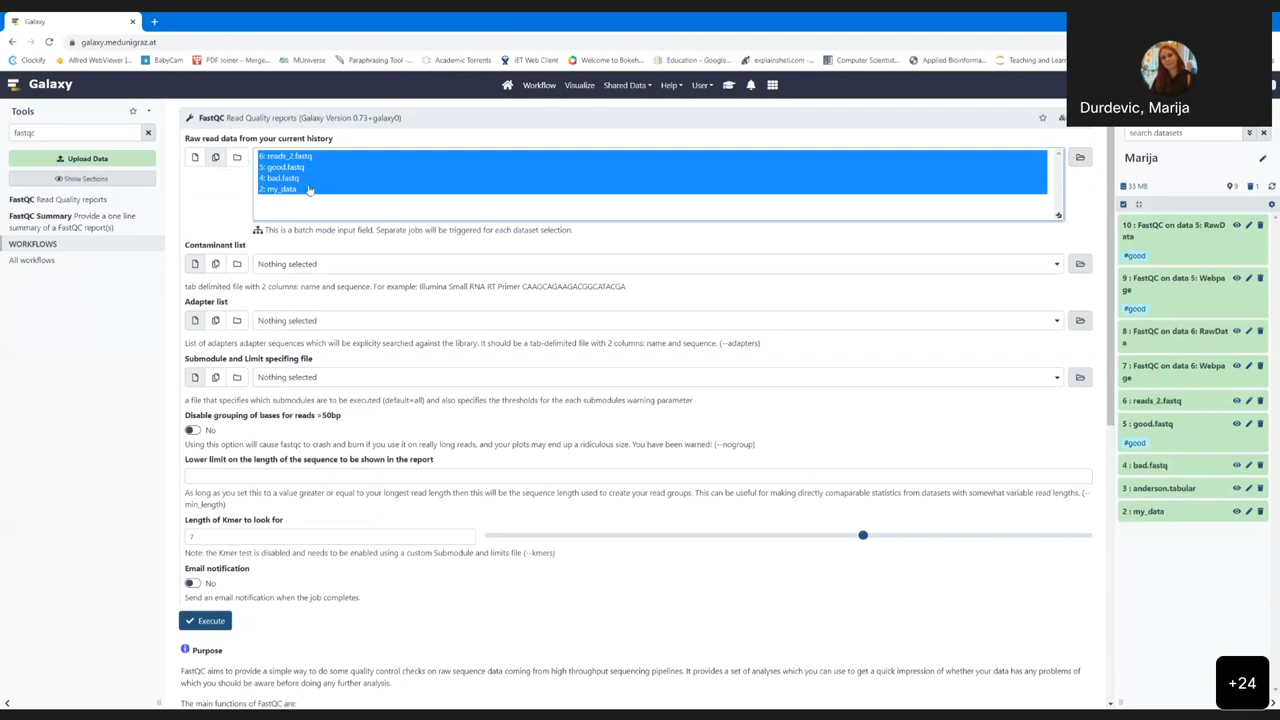 Galaxy
galaxy.medunigraz.at
Clockify
Alfred WebViewer |
BabyCam
PDF Joiner – Merge...
MUniverse
Paraphrasing Tool -...
Academic Torrents
iET Web Client
Welcome to Bokeh...
Education – Google...
explainshell.com - ...
Computer Scientist...
Applied Bioinforma...
Teaching and Learn
Durdevic, Marija
Galaxy
Workflow
Visualize
Shared Data
Help
User
Tools
fastqc
Upload Data
Show Sections
FastQC Read Quality reports
FastQC Summary Provide a one line
summary of a FastQC report(s)
WORKFLOWS
All workflows
FastQC Read Quality reports (Galaxy Version 0.73+galaxy0)
Raw read data from your current history
6: reads_2.fastq
5: good.fastq
4: bad.fastq
2: my_data
This is a batch mode input field. Separate jobs will be triggered for each dataset selection.
Contaminant list
Nothing selected
tab delimited file with 2 columns: name and sequence. For example: Illumina Small RNA RT Primer CAAGCAGAAGACGGCATACGA
Adapter list
Nothing selected
List of adapters adapter sequences which will be explicity searched against the library. It should be a tab-delimited file with 2 columns: name and sequence. (--adapters)
Submodule and Limit specifing file
Nothing selected
a file that specifies which submodules are to be executed (default=all) and also specifies the thresholds for the each submodules warning parameter
Disable grouping of bases for reads >50bp
No
Using this option will cause fastqc to crash and burn if you use it on really long reads, and your plots may end up a ridiculous size. You have been warned! (--nogroup)
Lower limit on the length of the sequence to be shown in the report
As long as you set this to a value greater or equal to your longest read length then this will be the sequence length used to create your read groups. This can be useful for making directly comaparable statistics from datasets with somewhat variable read lengths. (--
min_length)
Length of Kmer to look for
7
Note: the Kmer test is disabled and needs to be enabled using a custom Submodule and limits file (--kmers)
Email notification
No
Send an email notification when the job completes.
Execute
Purpose
FastQC aims to provide a simple way to do some quality control checks on raw sequence data coming from high throughput sequencing pipelines. It provides a set of analyses which you can use to get a quick impression of whether your data has any problems of
which you should be aware before doing any further analysis.
The main functions of FastQC are:
search datasets
Marija
33 MB
9
1
10 : FastQC on data 5: RawD
ata
#good
9 : FastQC on data 5: Webpa
ge
#good
8 : FastQC on data 6: RawDat
a
7 : FastQC on data 6: Webpa
ge
6 : reads_2.fastq
5 : good.fastq
#good
4 : bad.fastq
3 : anderson.tabular
2 : my_data
+24